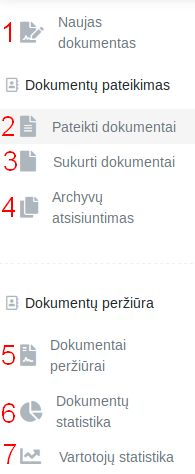 1 Naujas
dokumentas
Dokumentų pateikimas
2 Pateikti dokumentai
3 Sukurti dokumentai
4 Archyvų
atsisiuntimas
Dokumentų peržiūra
5 Dokumentai
peržiūrai
6 Dokumentų
statistika
7 Vartotojų statistika